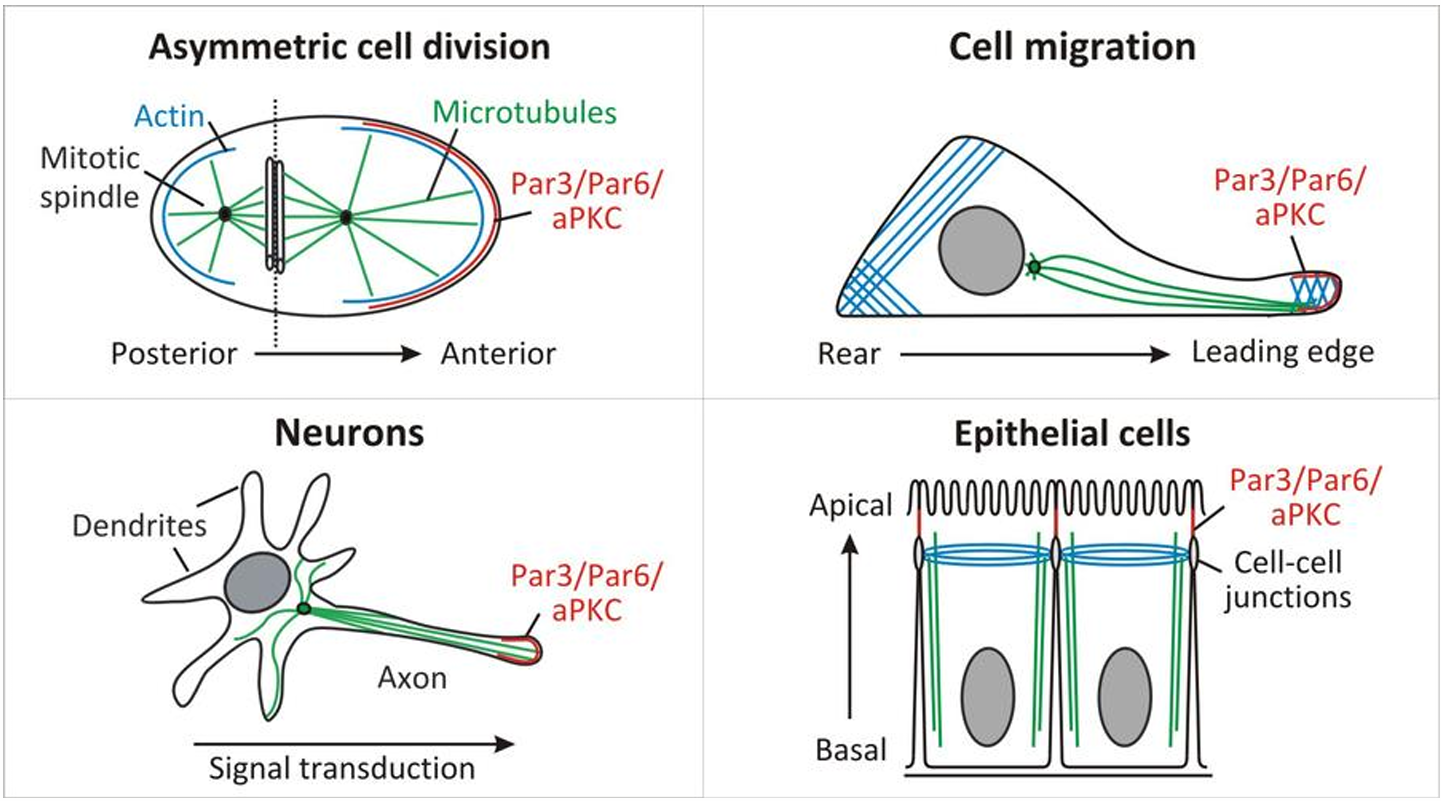 Asymmetric cell division
Actin
Microtubules
Mitotic
spindle
Par3/Par6/
aPKC
Posterior
Anterior
Cell migration
Par3/Par6/
aPKC
Rear
Leading edge
Neurons
Dendrites
Par3/Par6/
aPKC
Axon
Signal transduction
Epithelial cells
Apical
Par3/Par6/
aPKC
Cell-cell
junctions
Basal